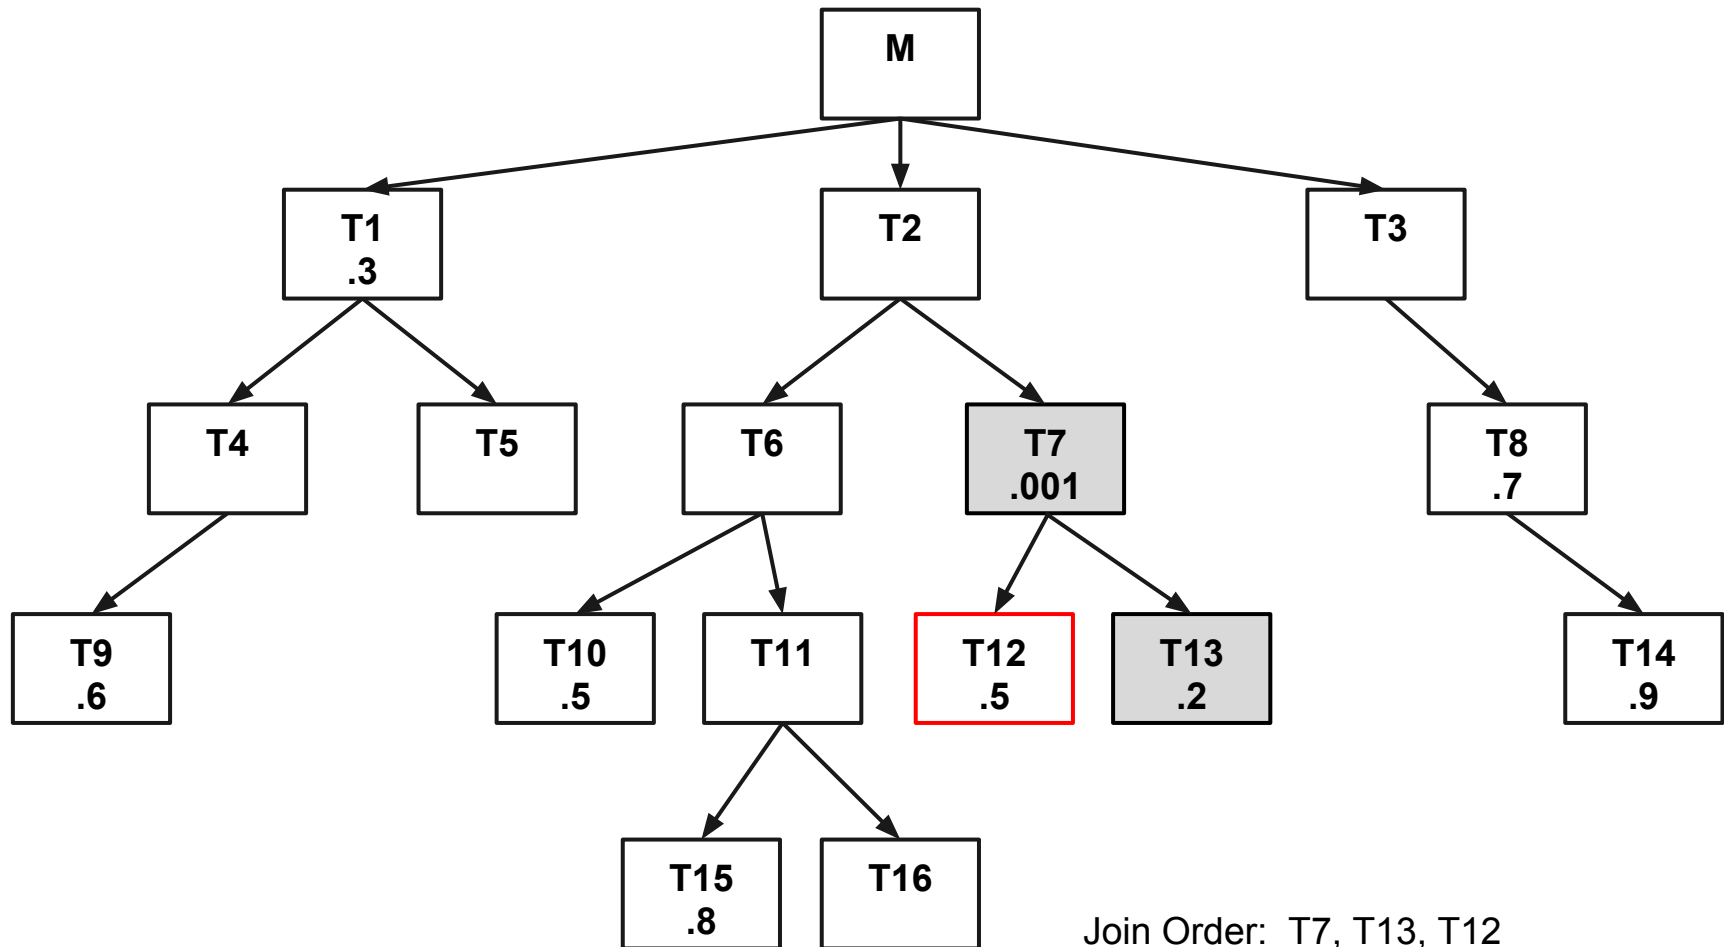 M
T1
.3
T2
T3
T4
T5
T6
T7
.001
T8
.7
T9
.6
T10
.5
T11
T12
.5
T13
.2
T14
.9
T15
.8
T16
Join Order: T7, T13, T12